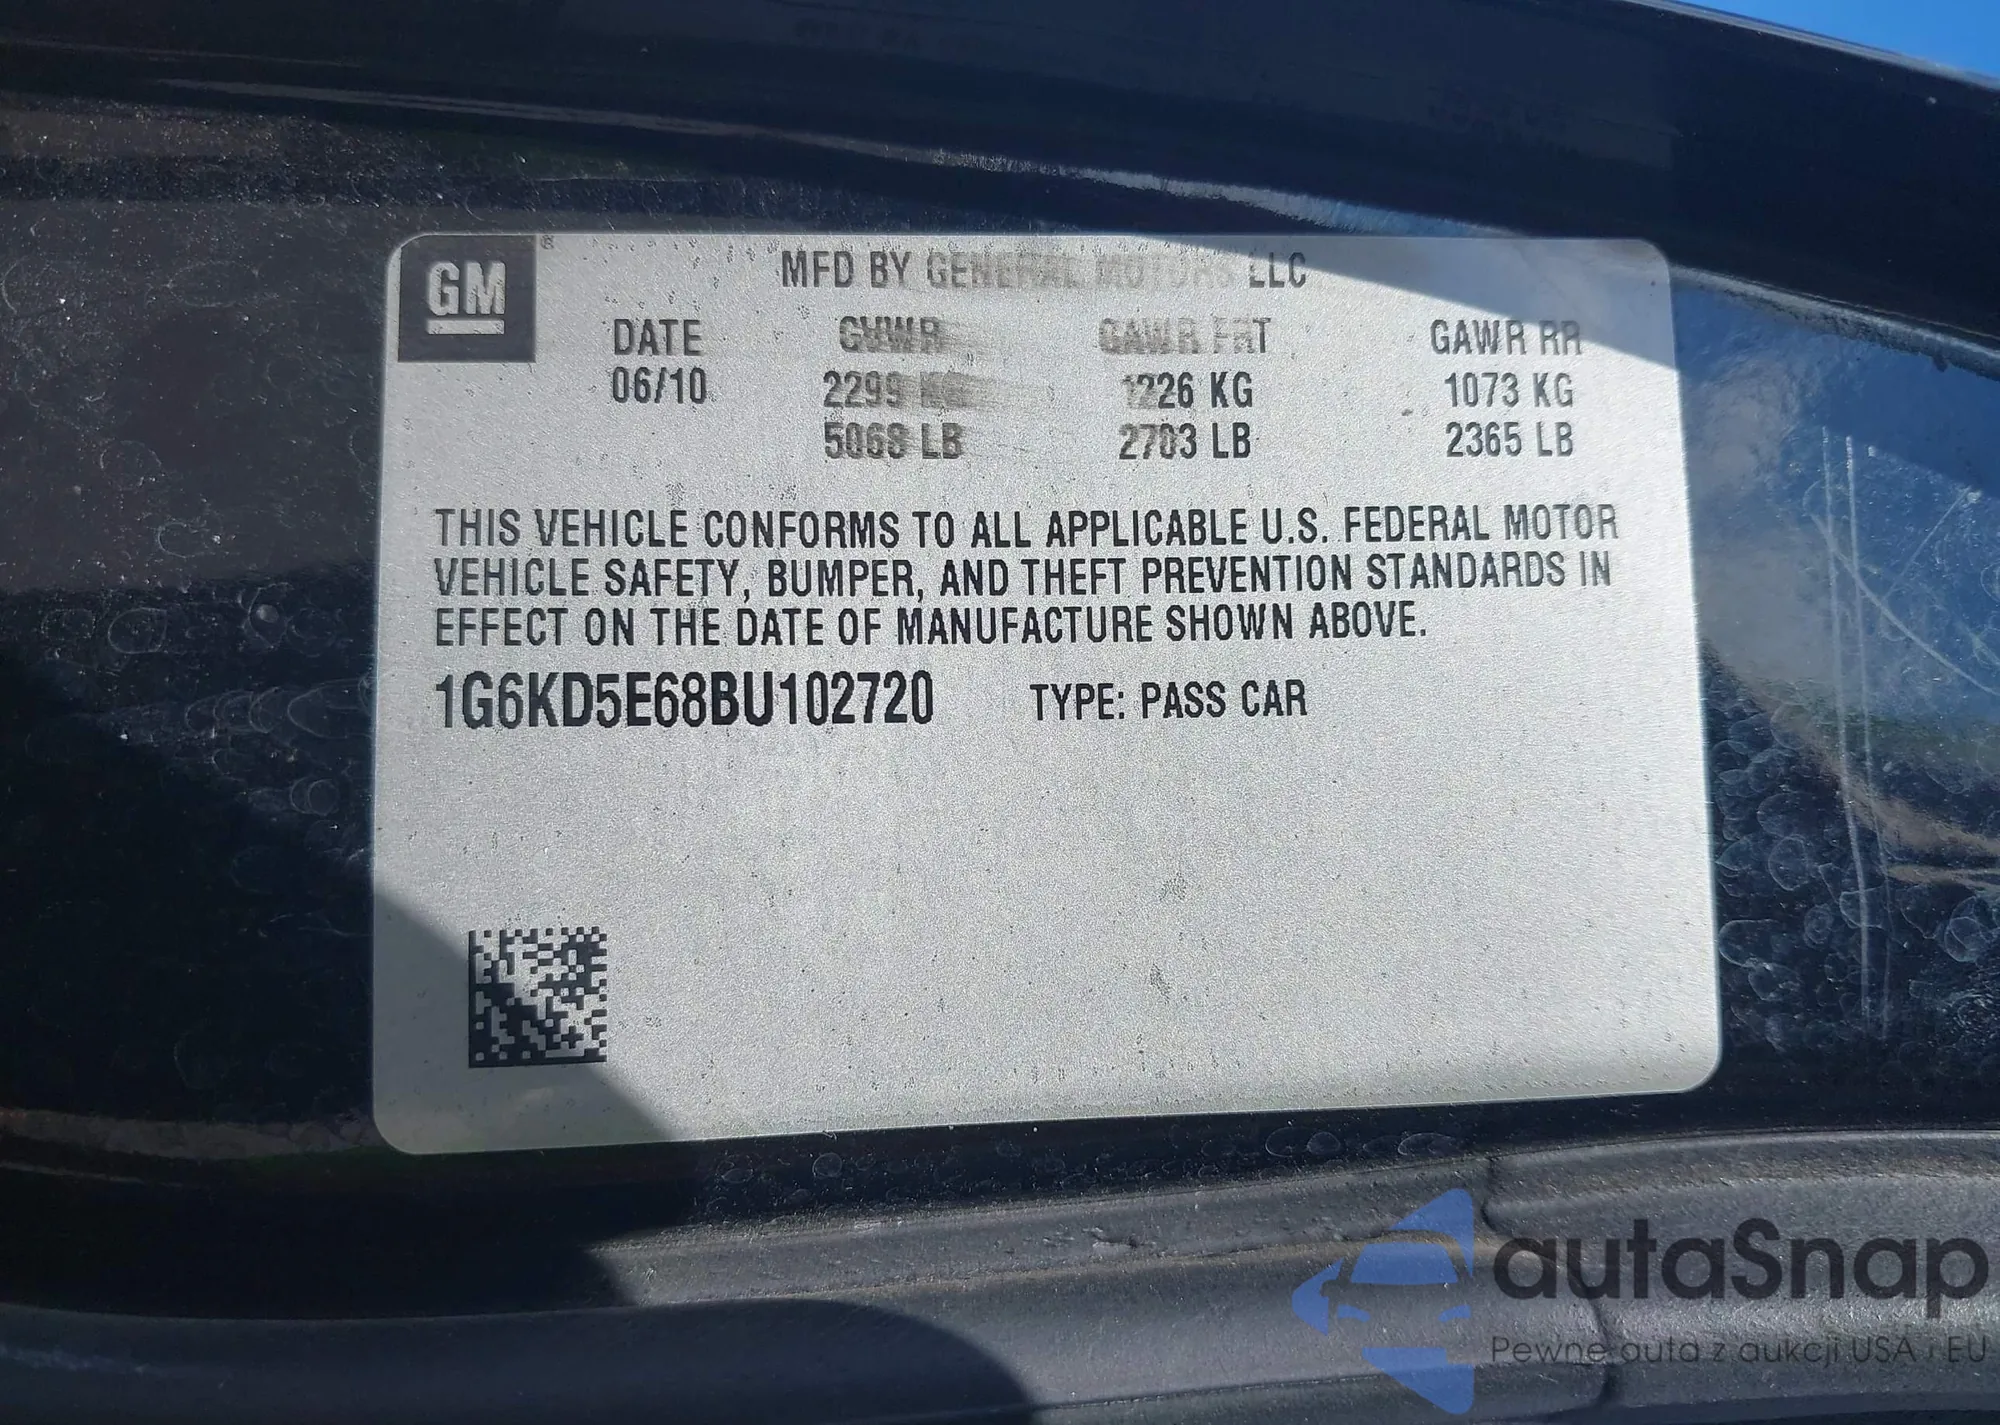 GM ®
MFD BY GENERAL MOTORS LLC
DATE GVWR GAWR FRT GAWR RR
06/10 2299 KG 1226 KG 1073 KG
5068 LB 2703 LB 2365 LB
THIS VEHICLE CONFORMS TO ALL APPLICABLE U.S. FEDERAL MOTOR
VEHICLE SAFETY, BUMPER, AND THEFT PREVENTION STANDARDS IN
EFFECT ON THE DATE OF MANUFACTURE SHOWN ABOVE.
1G6KD5E68BU102720 TYPE: PASS CAR
autaSnap
Pewne auta z aukcji USA i EU